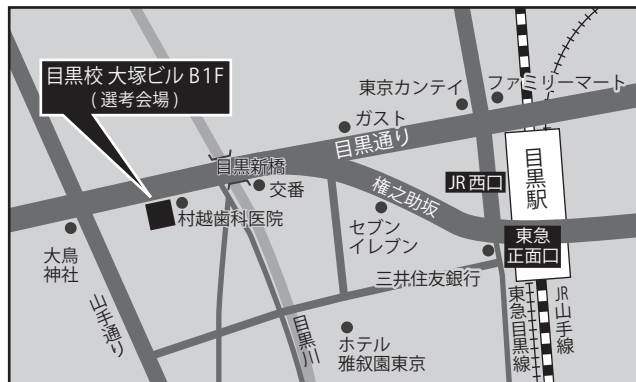 目黒校 大塚ビル B1F
( 選考会場 )
東京カンテイ
ファミリーマート
ガスト
目黒通り
目黒新橋
交番
JR 西口
目黒駅
権之助坂
村越歯科医院
セブン
イレブン
大鳥
神社
東急
正面口
三井住友銀行
山手通り
目黒川
ホテル
雅叙園東京
東急目黒線
JR山手線